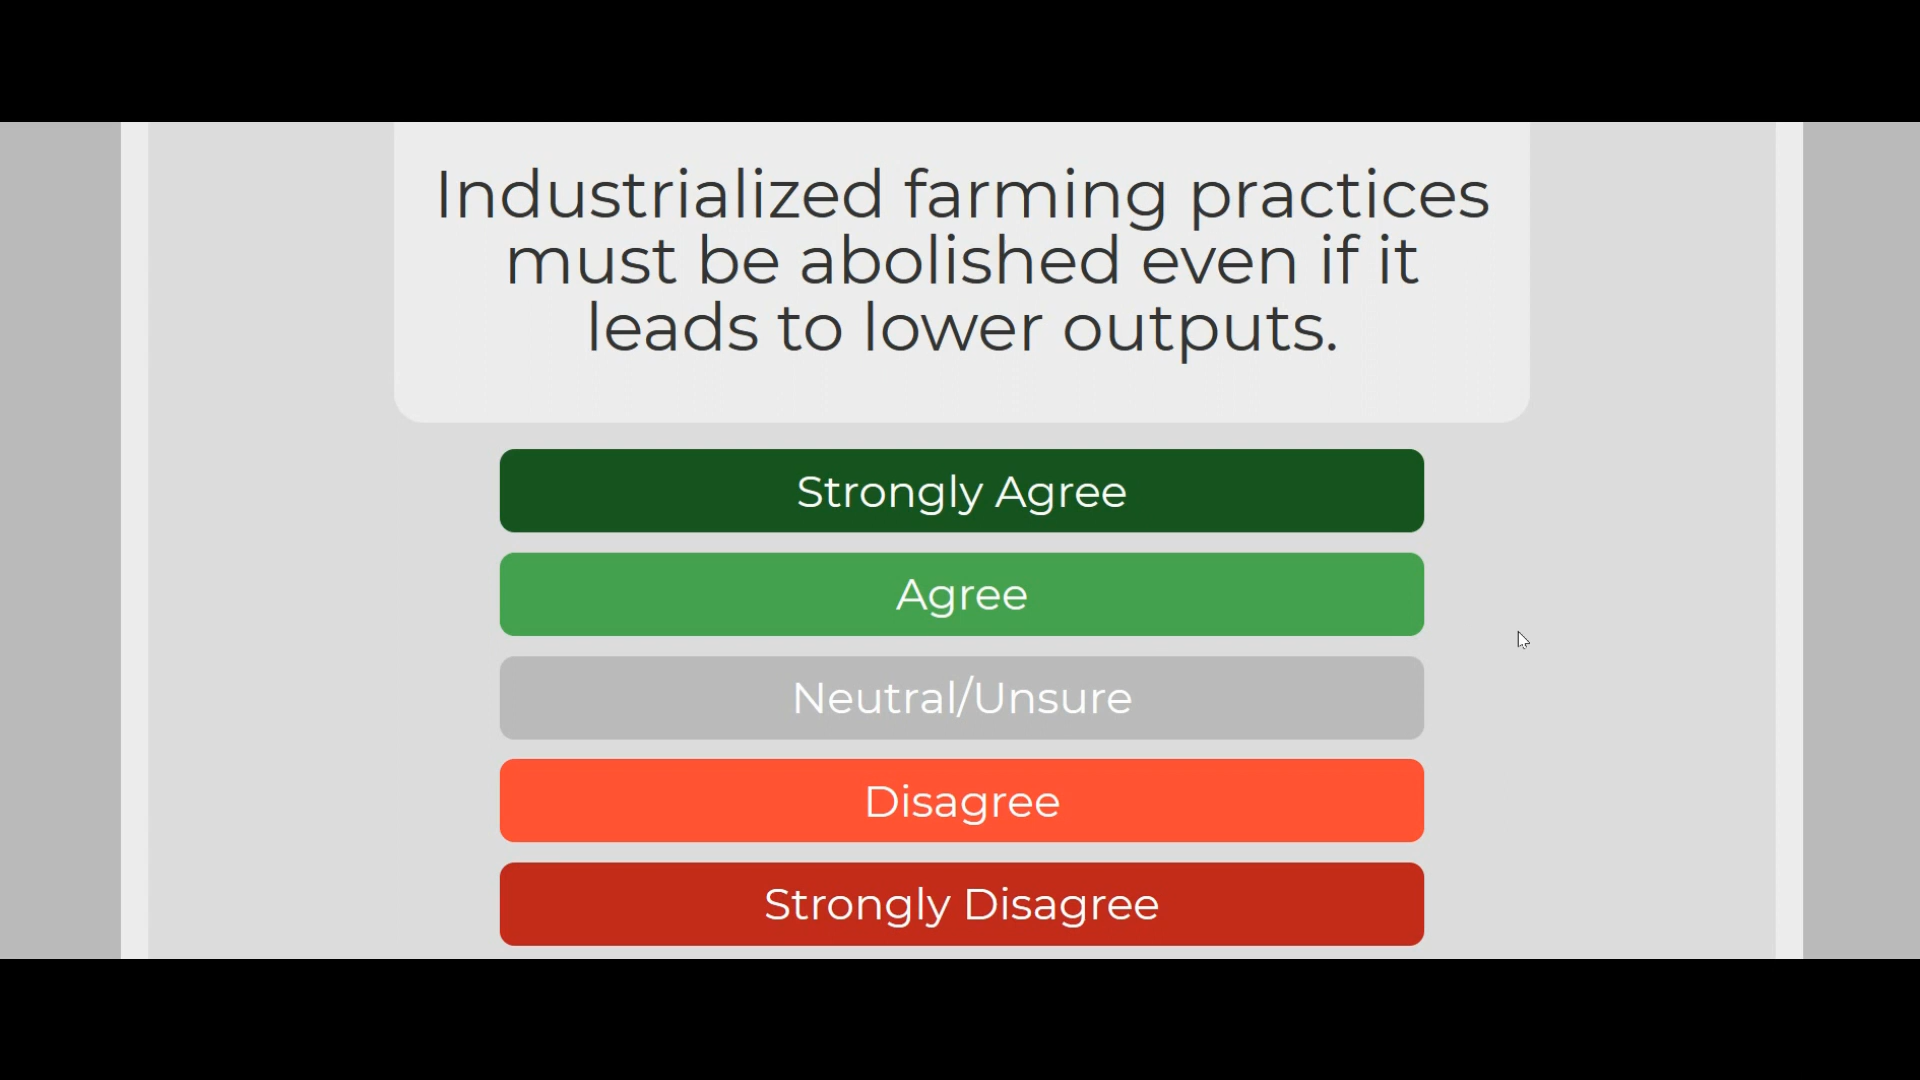 Industrialized farming practices
must be abolished even if it
leads to lower outputs.
Strongly Agree
Agree
Neutral/Unsure
Disagree
Strongly Disagree